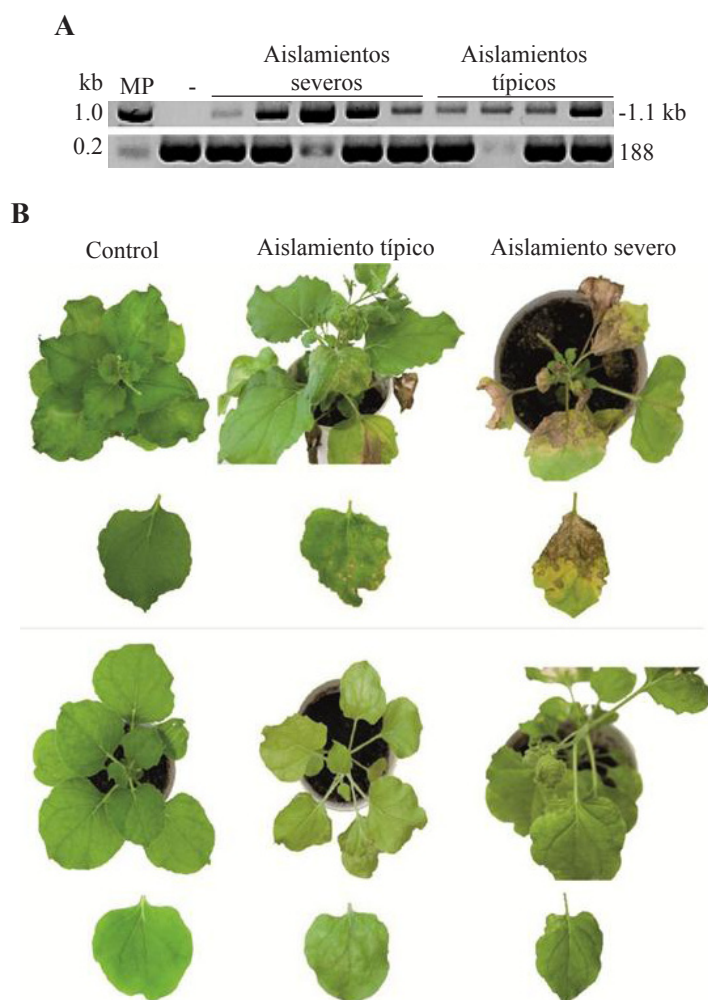 A
Aislamientos severos
Aislamientos típicos
kb
MP
-
1.0
-1.1 kb
0.2
188
B
Control
Aislamiento típico
Aislamiento severo